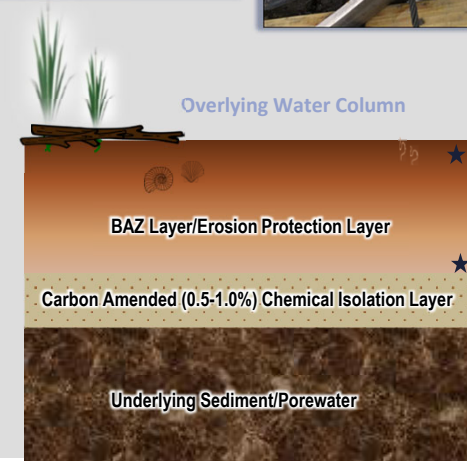 Overlying Water Column
BAZ Layer/Erosion Protection Layer
Carbon Amended (0.5-1.0%) Chemical Isolation Layer
Underlying Sediment/Porewater